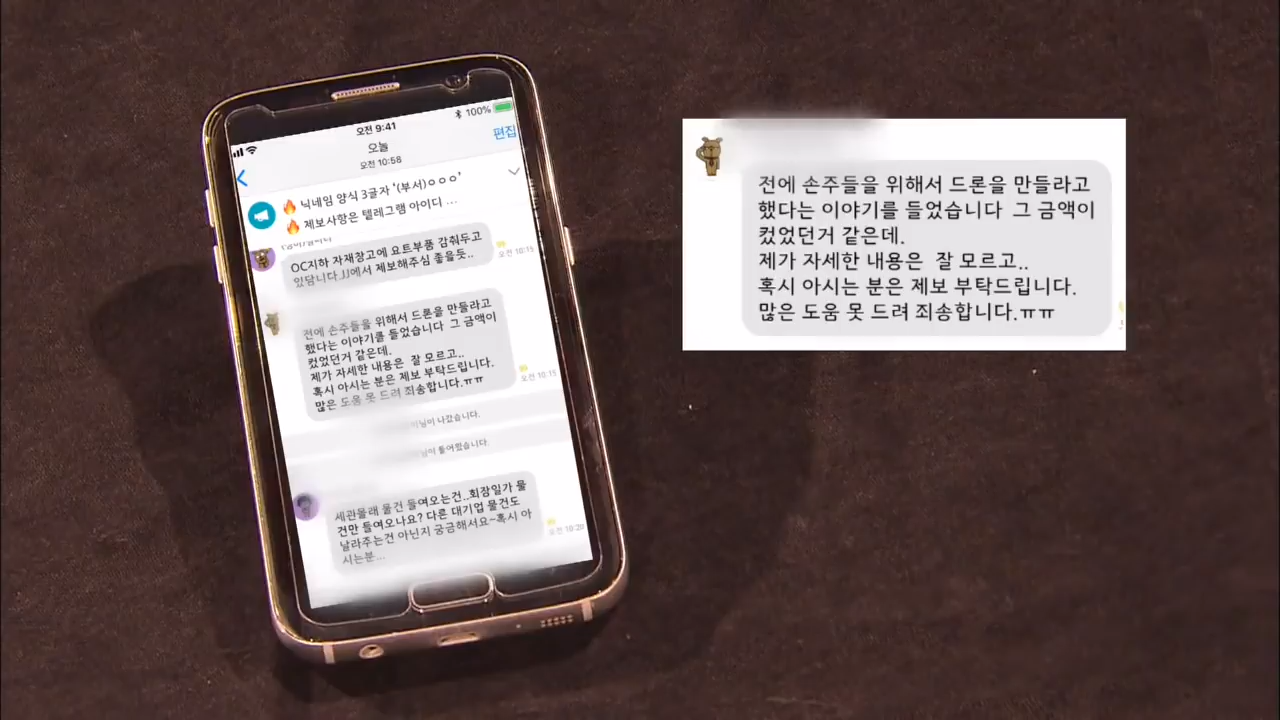 100%
오전 9:41
오늘
편집
오전 10:58
닉네임 양식 3글자 '(부서)ㅇㅇㅇ'
제보사항은 텔레그램 아이디 ...
OC지하 자재창고에 요트부품 감춰두고
있답니다.JJ에서 제보해주심 좋을듯..
오전 10:15
전에 손주들을 위해서 드론을 만들라고
했다는 이야기를 들었습니다 그 금액이
컸었던거 같은데.
제가 자세한 내용은 잘 모르고..
혹시 아시는 분은 제보 부탁드립니다.
많은 도움 못 드려 죄송합니다.ㅠㅠ
오전 10:15
님이 나갔습니다.
님이 들어왔습니다.
세관몰래 물건 들여오는건..회장일가 물
건만 들여오나요? 다른 대기업 물건도
날라주는건 아닌지 궁금해서요~혹시 아
시는분...
오전 10:20
전에 손주들을 위해서 드론을 만들라고
했다는 이야기를 들었습니다 그 금액이
컸었던거 같은데.
제가 자세한 내용은 잘 모르고..
혹시 아시는 분은 제보 부탁드립니다.
많은 도움 못 드려 죄송합니다.ㅠㅠ